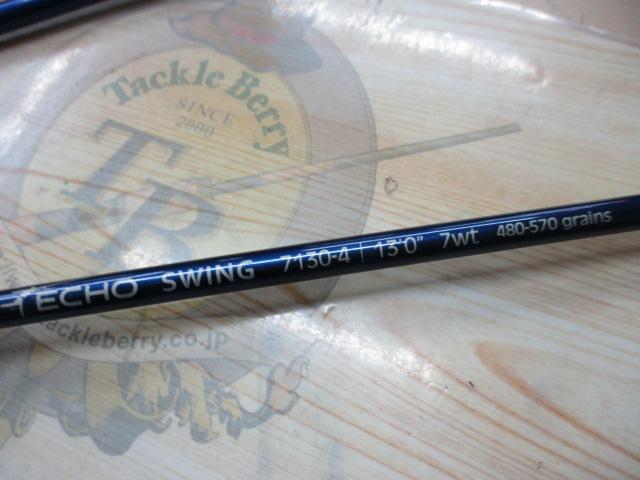 Tackle Berry
SINCE
2000
TB
ECHO SWING 7130-4 | 13'0" 7wt 480-570 grains
tackleberry.co.jp